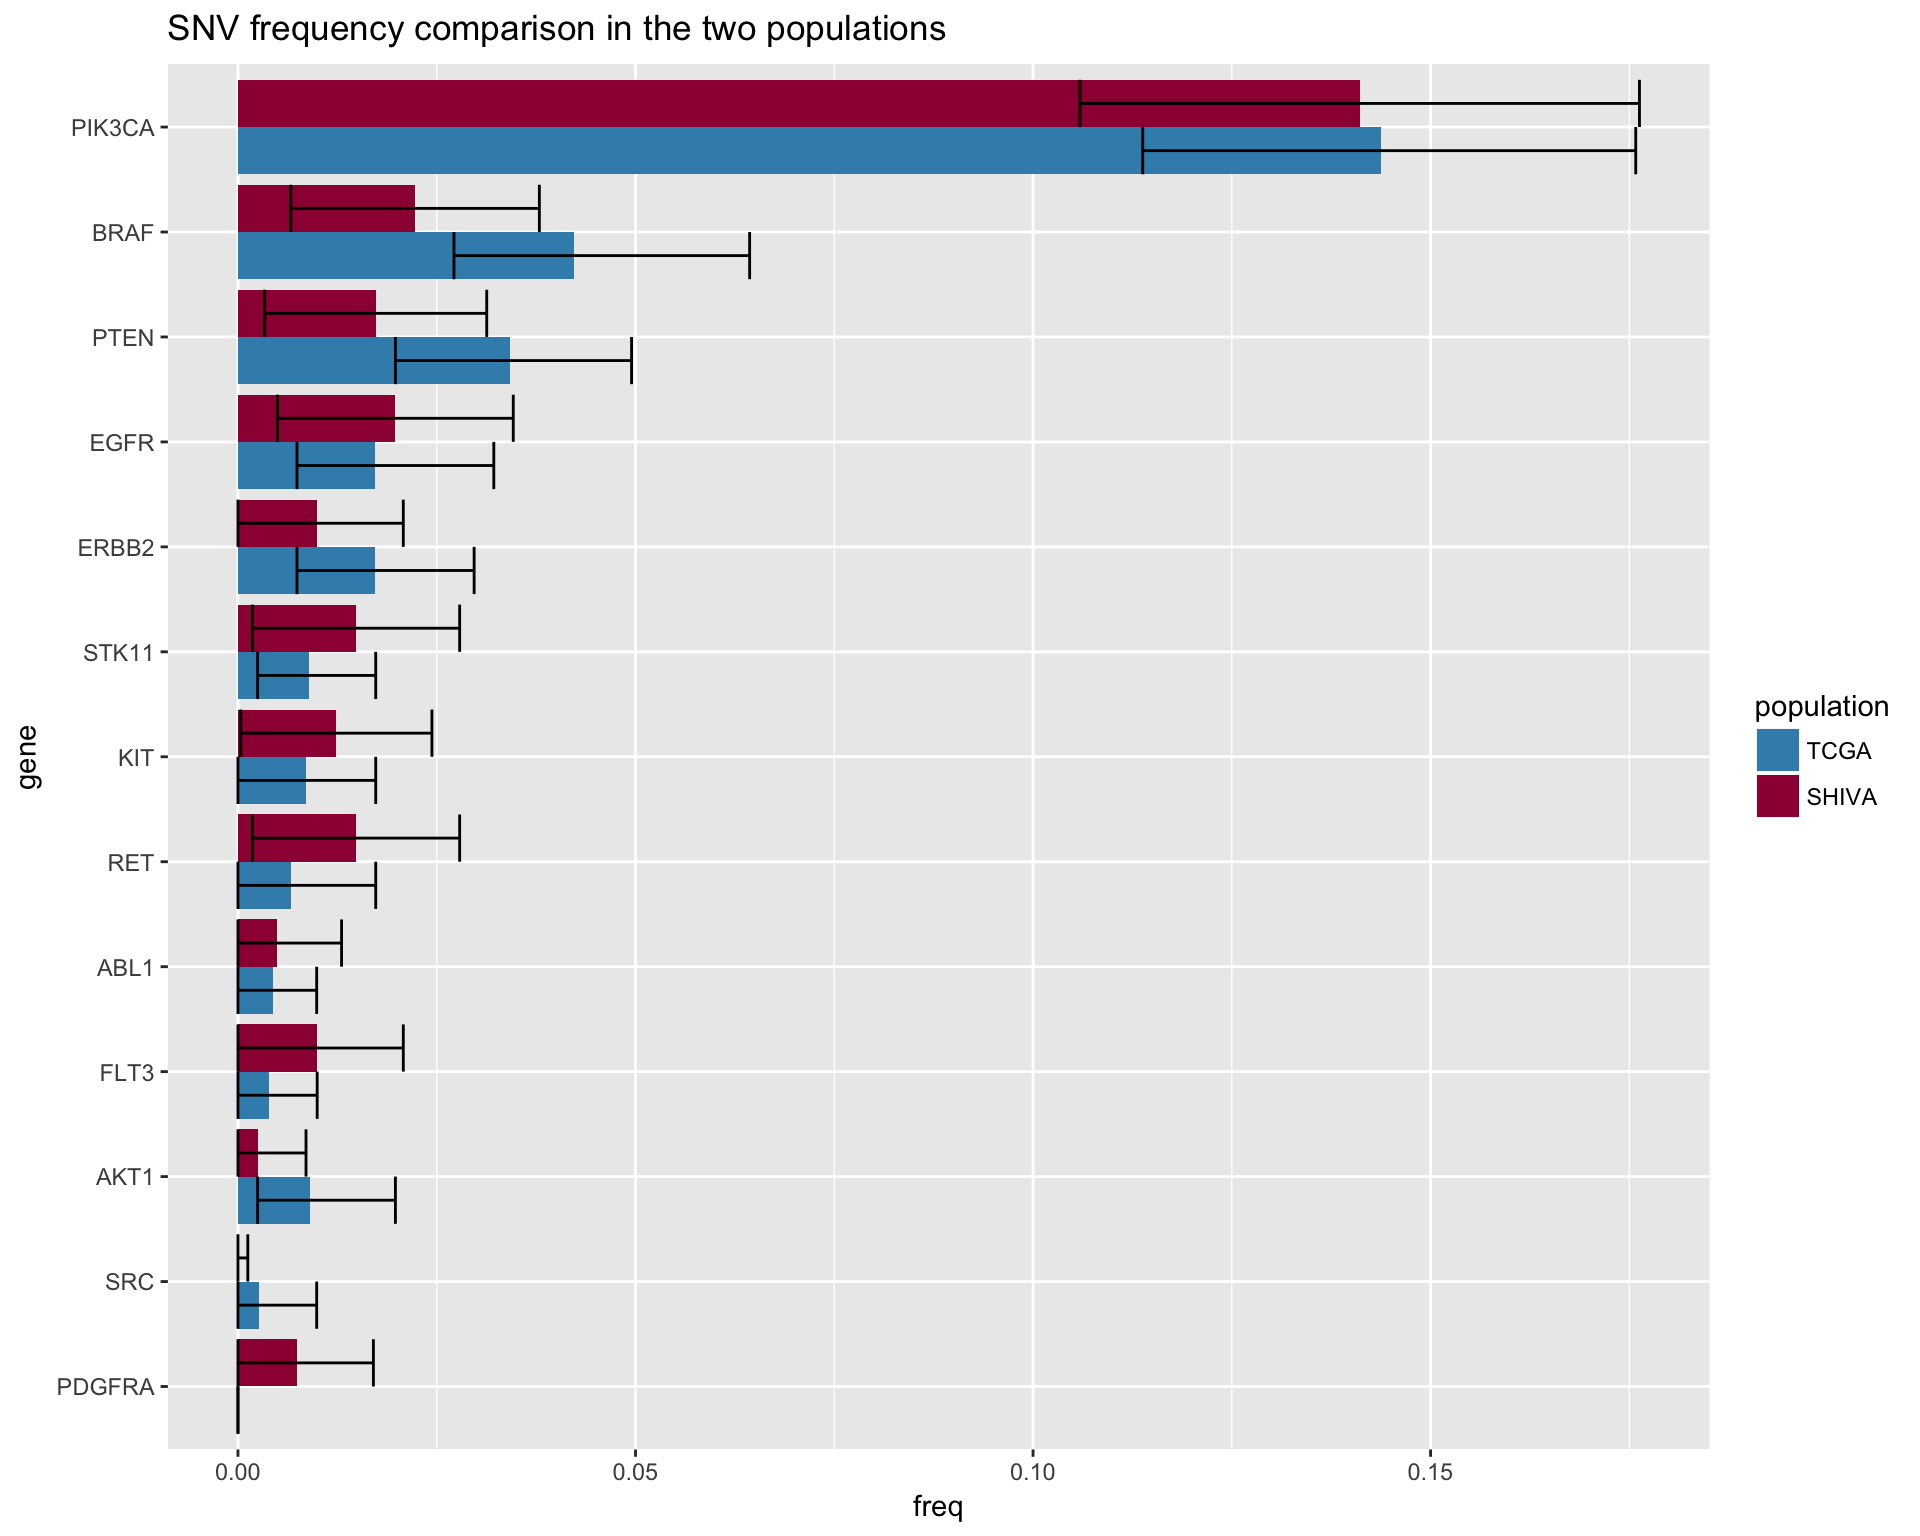 SNV frequency comparison in the two populations
PIK3CA
BRAF
PTEN
EGFR
ERBB2
STK11
KIT
RET
ABL1
FLT3
AKT1
SRC
PDGFRA
gene
0.00 0.05 0.10 0.15
freq
population
TCGA
SHIVA